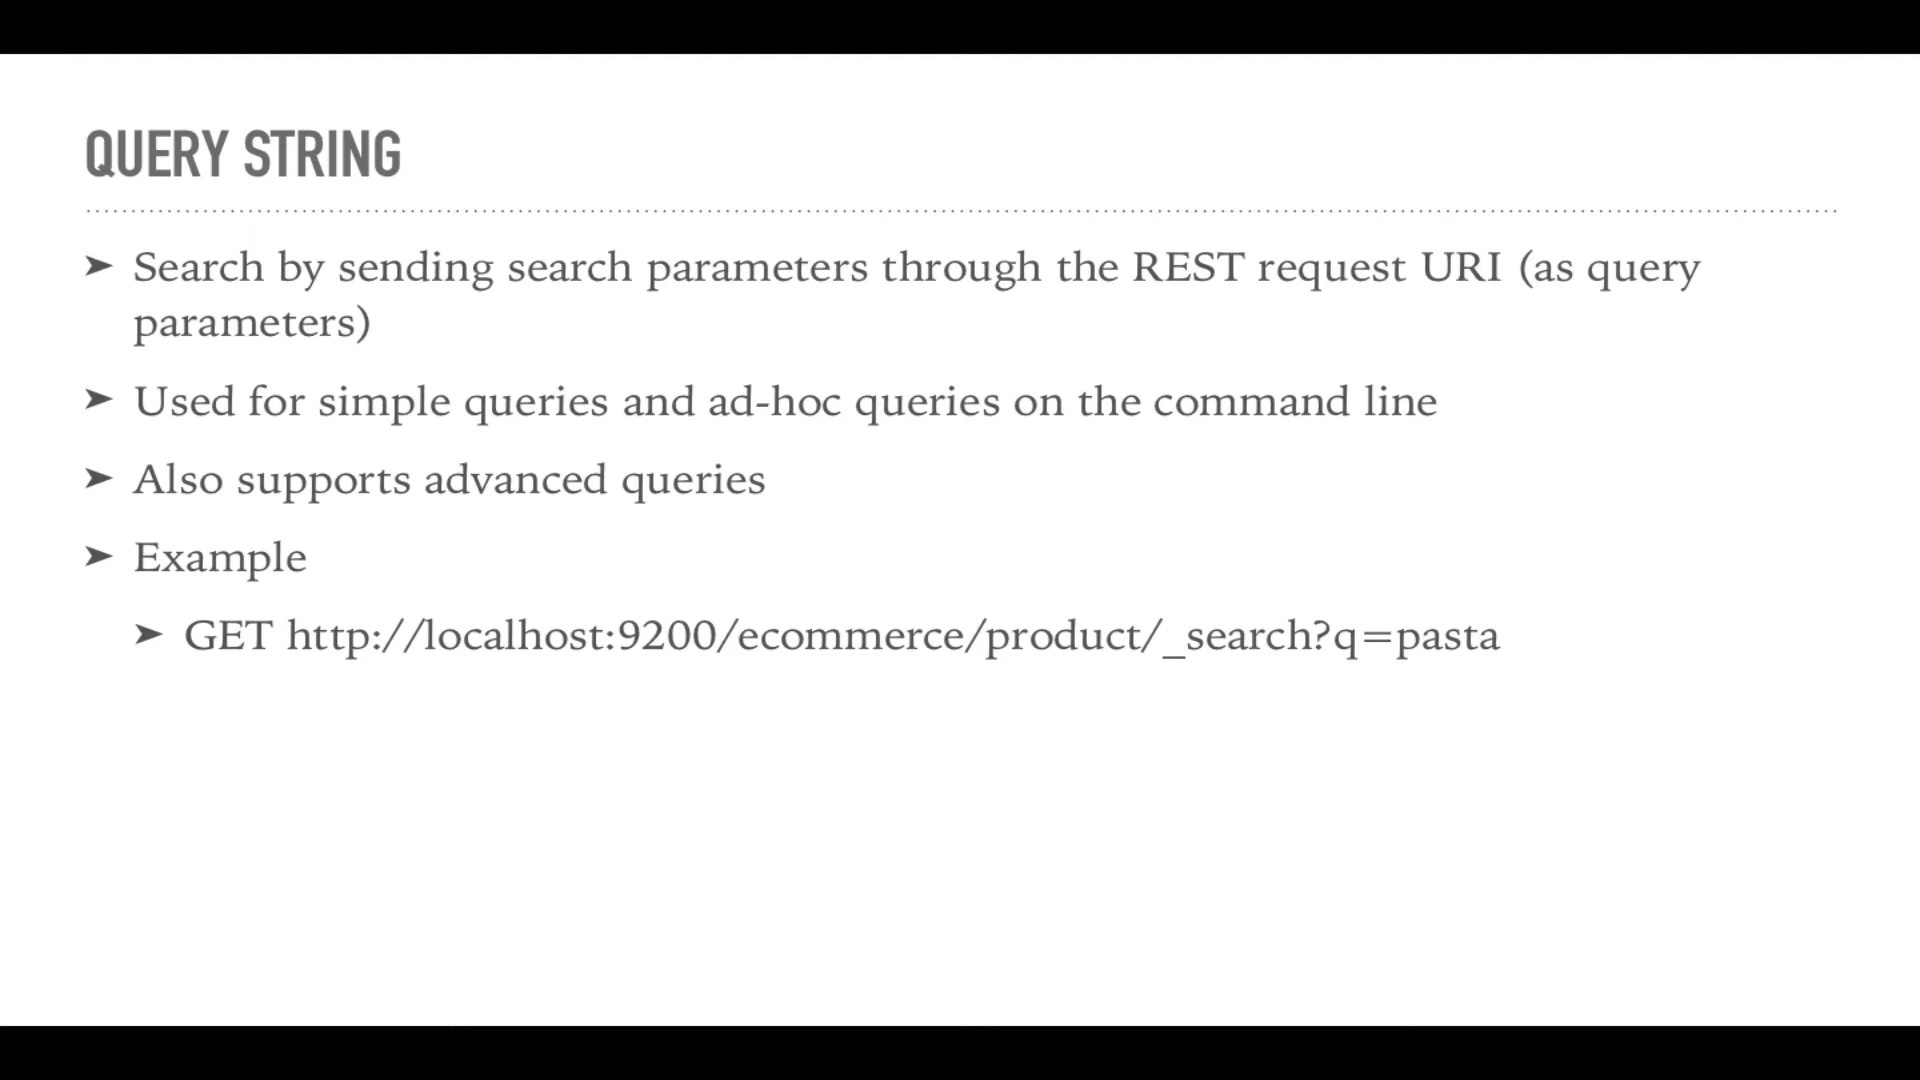 QUERY STRING
➤ Search by sending search parameters through the REST request URI (as query
parameters)
➤ Used for simple queries and ad-hoc queries on the command line
➤ Also supports advanced queries
➤ Example
➤ GET http://localhost:9200/ecommerce/product/_search?q=pasta